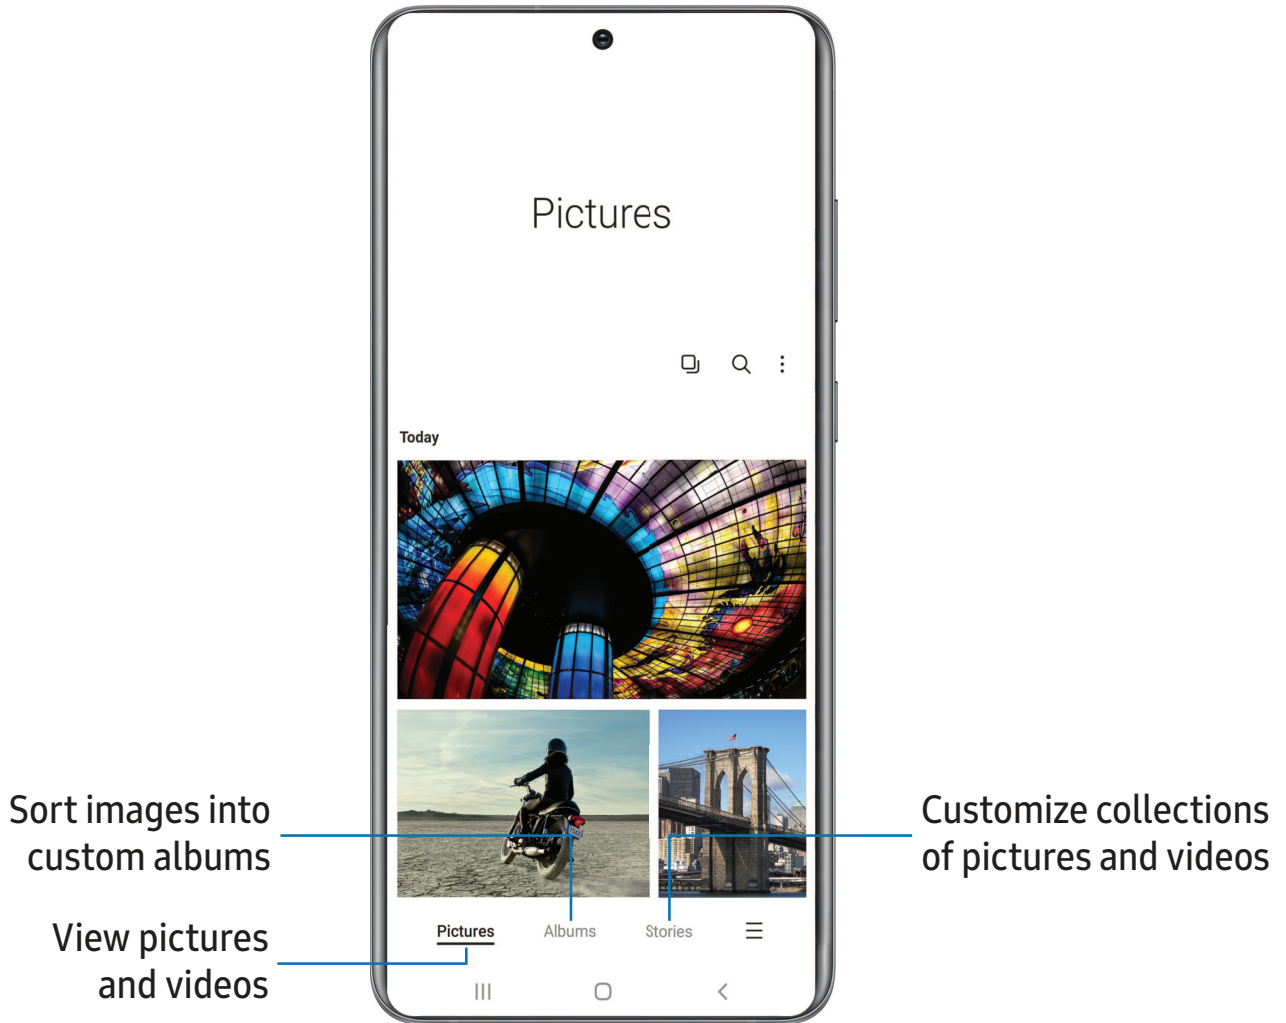 Pictures
Today
Sort images into
custom albums
Customize collections
of pictures and videos
View pictures
and videos
Pictures
Albums
Stories